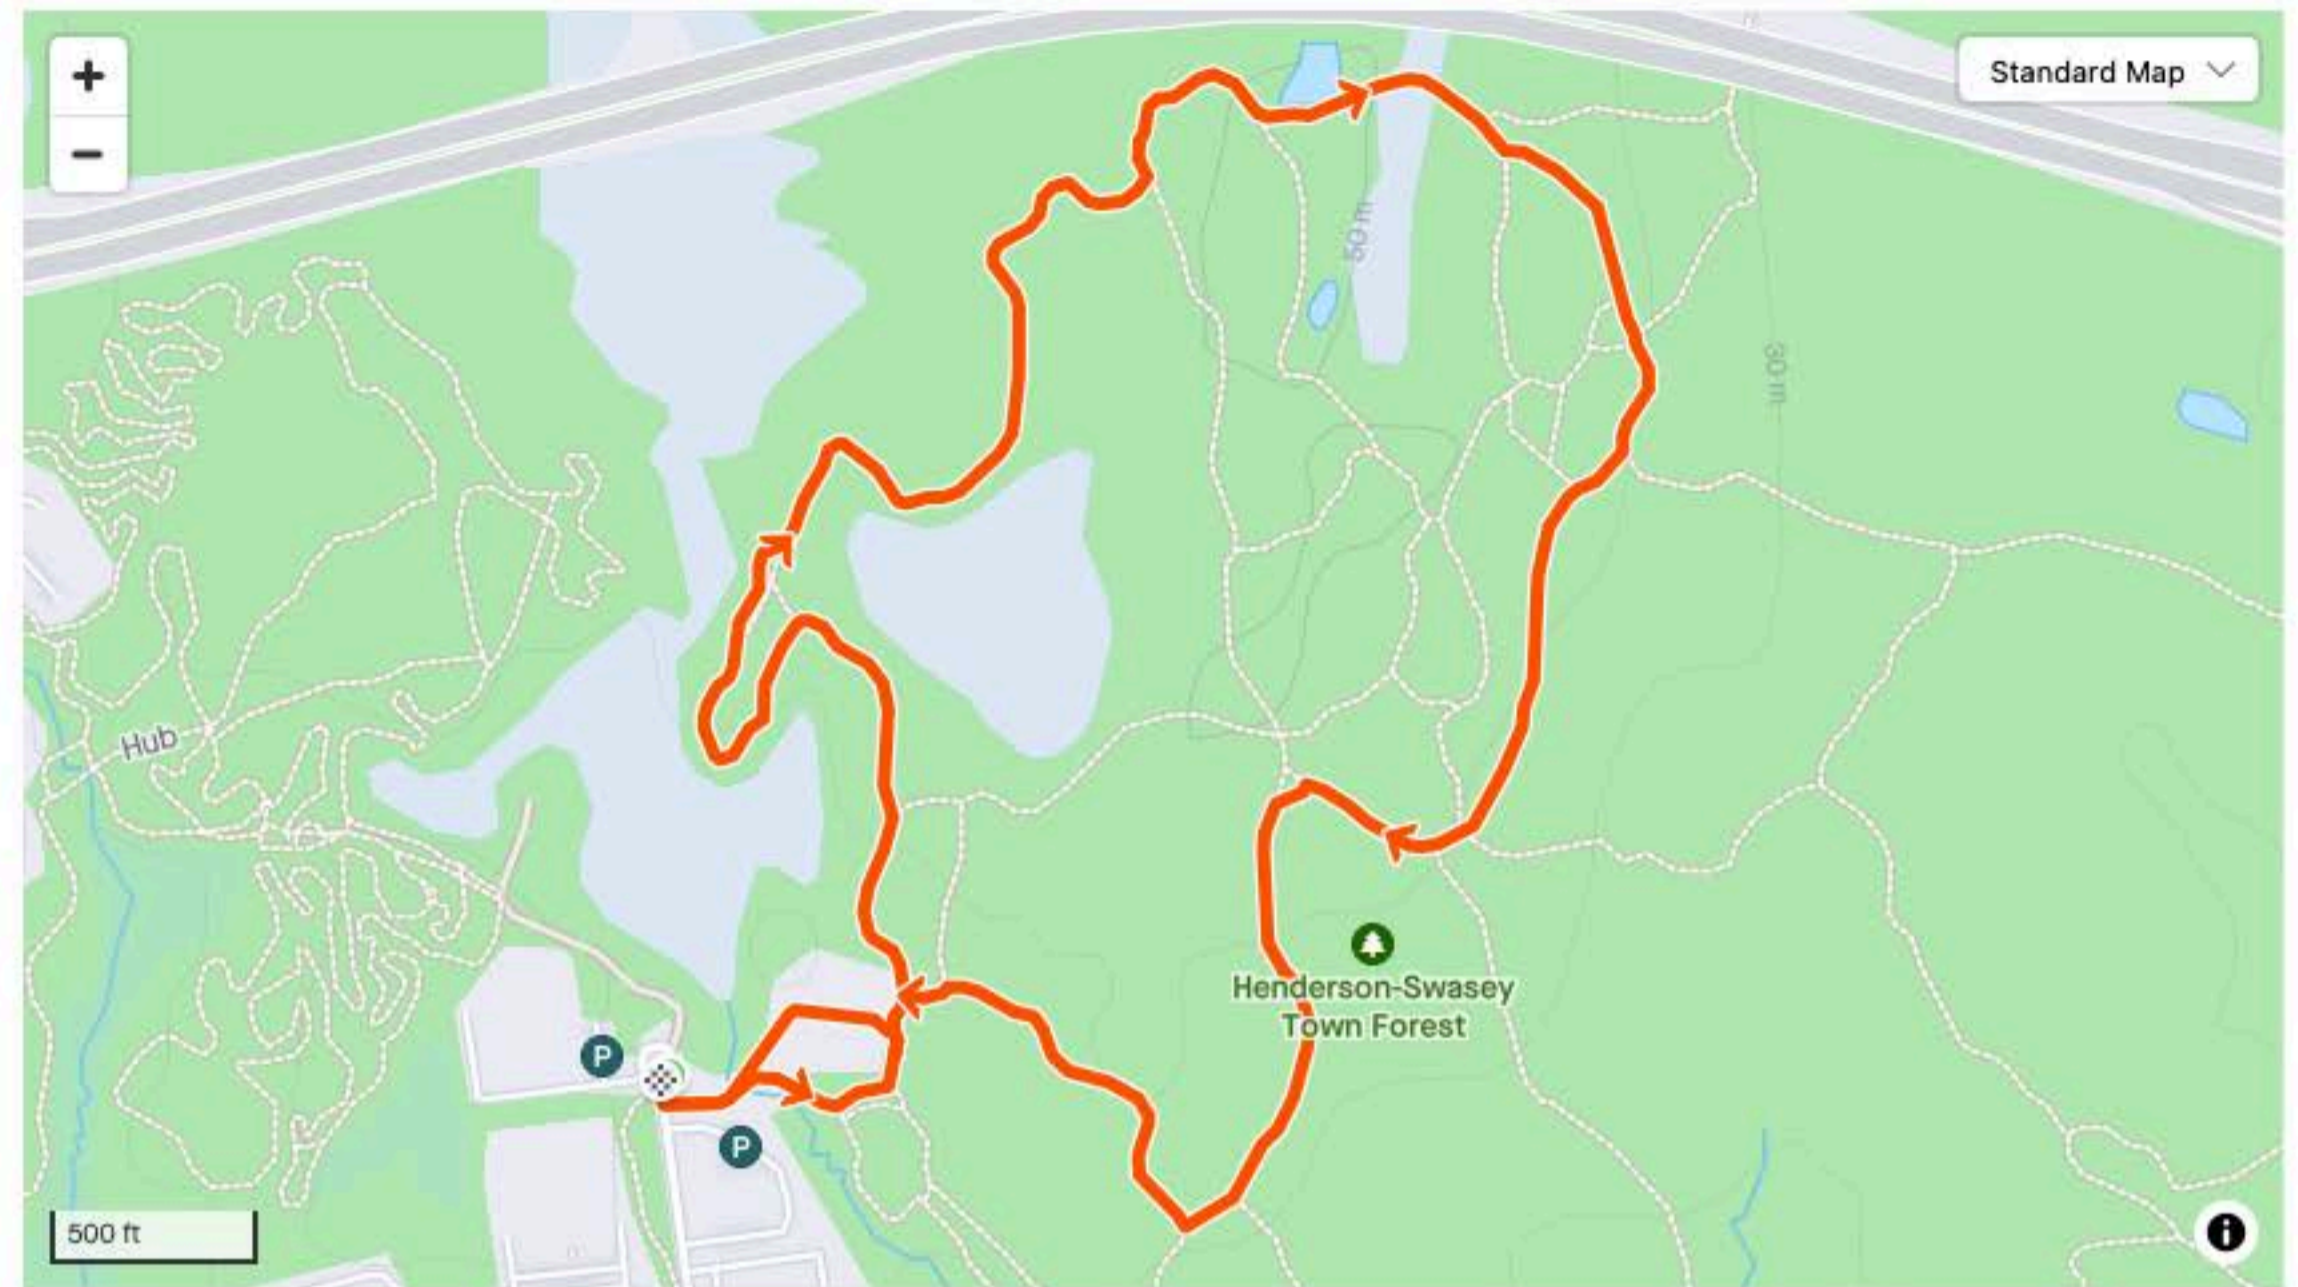 +
Standard Map
−
50 m
30 m
Hub
Henderson-Swasey
Town Forest
P
P
500 ft
i